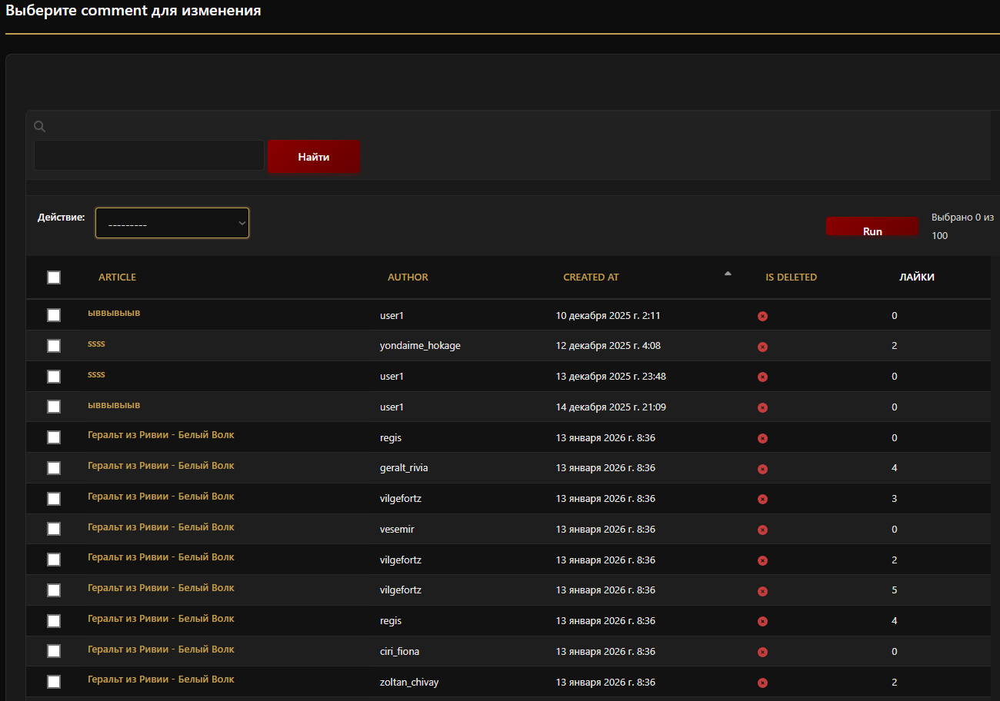 Выберите comment для изменения
Найти
Действие: ---------
Run
Выбрано 0 из
100
ARTICLE AUTHOR CREATED AT IS DELETED ЛАЙКИ
ыввывыыв user1 10 декабря 2025 г. 2:11 0
ssss yondaime_hokage 12 декабря 2025 г. 4:08 2
ssss user1 13 декабря 2025 г. 23:48 0
ыввывыыв user1 14 декабря 2025 г. 21:09 0
Геральт из Ривии - Белый Волк regis 13 января 2026 г. 8:36 0
Геральт из Ривии - Белый Волк geralt_rivia 13 января 2026 г. 8:36 4
Геральт из Ривии - Белый Волк vilgefortz 13 января 2026 г. 8:36 3
Геральт из Ривии - Белый Волк vesemir 13 января 2026 г. 8:36 0
Геральт из Ривии - Белый Волк vilgefortz 13 января 2026 г. 8:36 2
Геральт из Ривии - Белый Волк vilgefortz 13 января 2026 г. 8:36 5
Геральт из Ривии - Белый Волк regis 13 января 2026 г. 8:36 4
Геральт из Ривии - Белый Волк ciri_fiona 13 января 2026 г. 8:36 0
Геральт из Ривии - Белый Волк zoltan_chivay 13 января 2026 г. 8:36 2